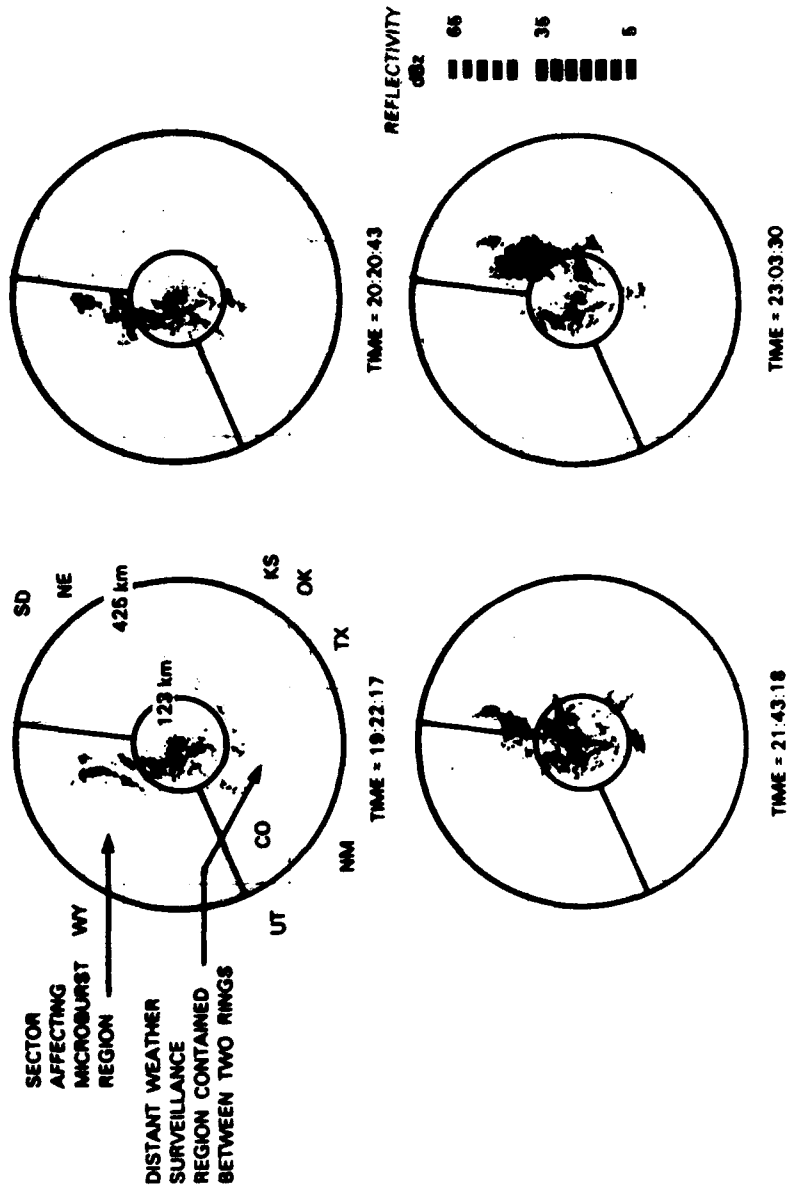 REFLECTIVITY
dBz
65
35
5
SD
NE
425 km
123 km
KS
OK
TX
NM
CO
UT
WY
SECTOR
AFFECTING
MICROBURST
REGION
DISTANT WEATHER
SURVEILLANCE
REGION CONTAINED
BETWEEN TWO RINGS
TIME = 19:22:17
TIME = 20:20:43
TIME = 21:43:18
TIME = 23:03:30